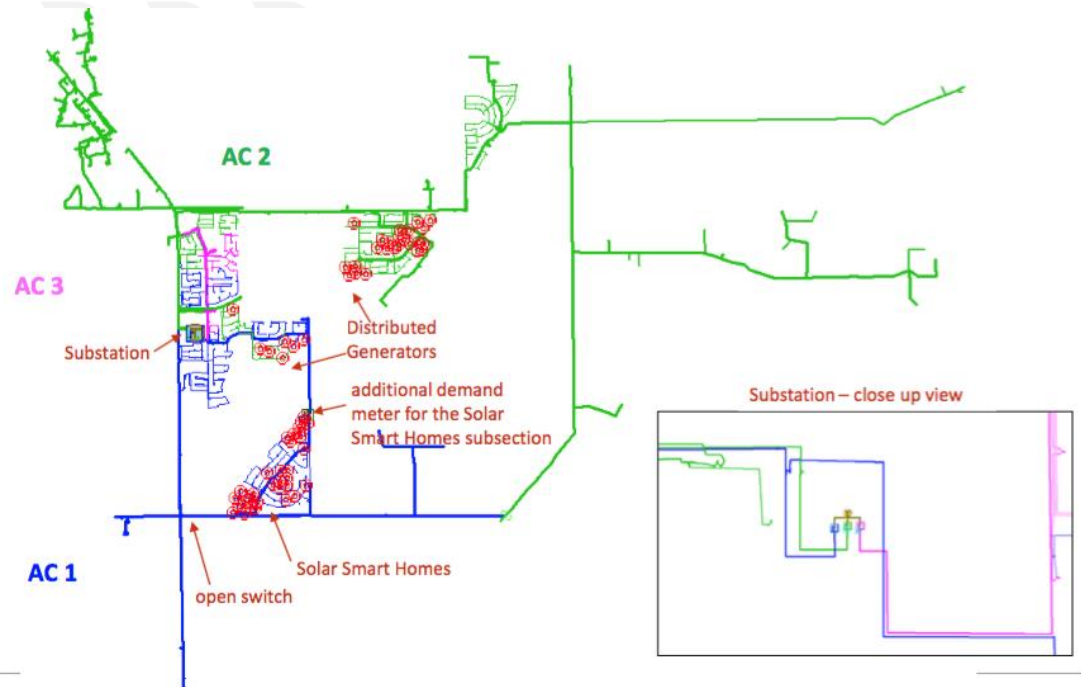 AC 2
AC 3
Substation
Distributed
Generators
additional demand
meter for the Solar
Smart Homes subsection
Substation – close up view
Solar Smart Homes
AC 1
open switch